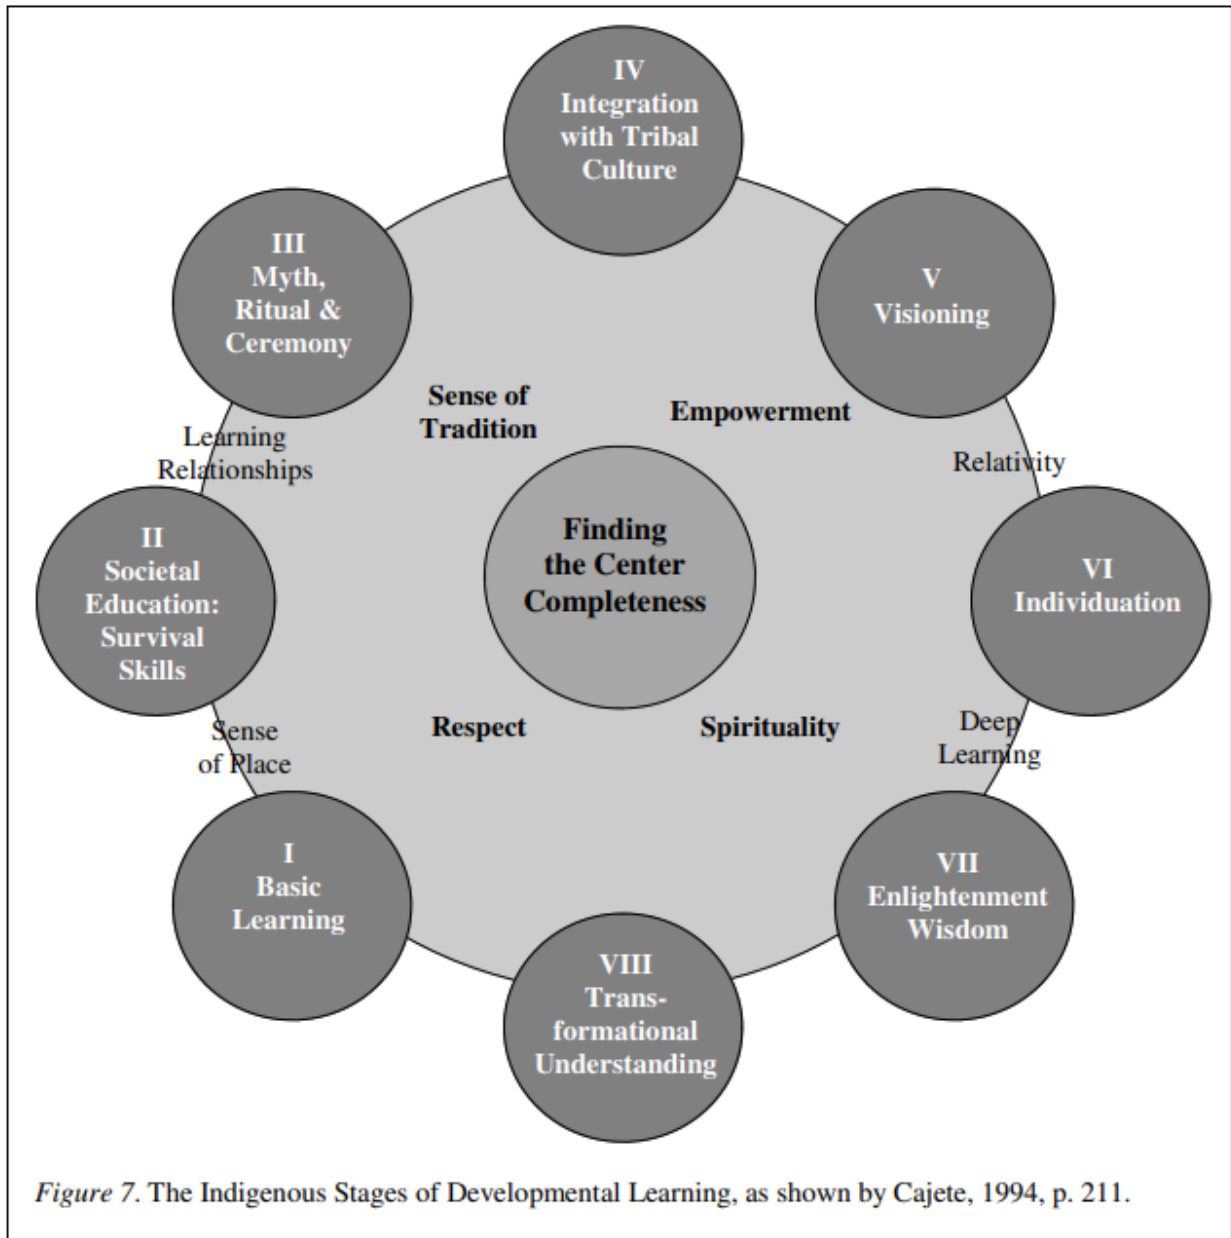 IV
Integration
with Tribal
Culture
III
Myth,
Ritual &
Ceremony
V
Visioning
Sense of
Tradition
Empowerment
Learning
Relationships
Relativity
II
Societal
Education:
Survival
Skills
Finding
the Center
Completeness
VI
Individuation
Sense
of Place
Respect
Spirituality
Deep
Learning
I
Basic
Learning
VII
Enlightenment
Wisdom
VIII
Trans-
formational
Understanding
Figure 7. The Indigenous Stages of Developmental Learning, as shown by Cajete, 1994, p. 211.